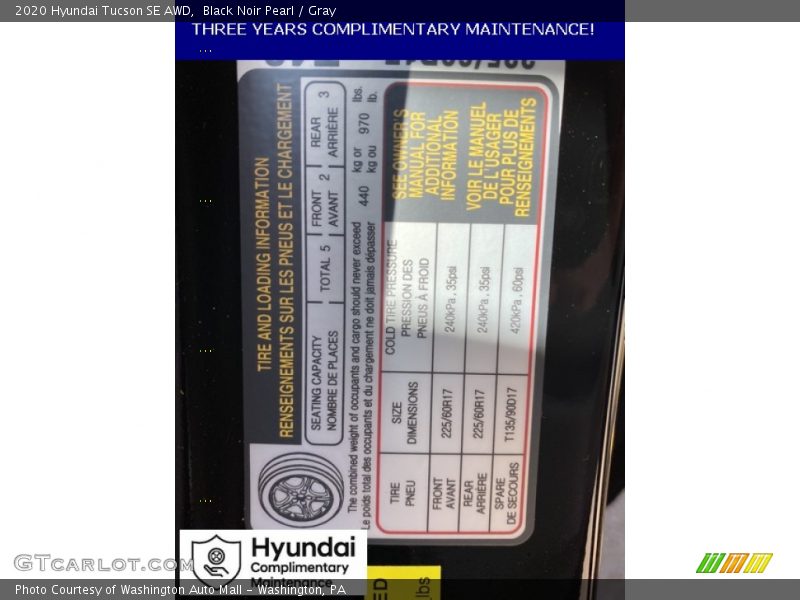 2020 Hyundai Tucson SE AWD, Black Noir Pearl / Gray
THREE YEARS COMPLIMENTARY MAINTENANCE!
TIRE AND LOADING INFORMATION
RENSEIGNEMENTS SUR LES PNEUS ET LE CHARGEMENT
SEATING CAPACITY
NOMBRE DE PLACES
TOTAL 5
FRONT
AVANT
2
REAR
ARRIÈRE
3
The combined weight of occupants and cargo should never exceed 440 kg or 970 lbs.
Le poids total des occupants et du chargement ne doit jamais dépasser kg ou lb.
TIRE
PNEU
SIZE
DIMENSIONS
COLD TIRE PRESSURE
PRESSION DES
PNEUS À FROID
FRONT
AVANT
225/60R17
240kPa, 35psi
REAR
ARRIÈRE
225/60R17
240kPa, 35psi
SPARE
DE SECOURS
T135/90D17
420kPa, 60psi
SEE OWNER'S
MANUAL FOR
ADDITIONAL
INFORMATION
VOIR LE MANUEL
DE L'USAGER
POUR PLUS DE
RENSEIGNEMENTS
Hyundai
Complimentary
Maintenance
lbs
GTCarLot.com
Photo Courtesy of Washington Auto Mall - Washington, PA